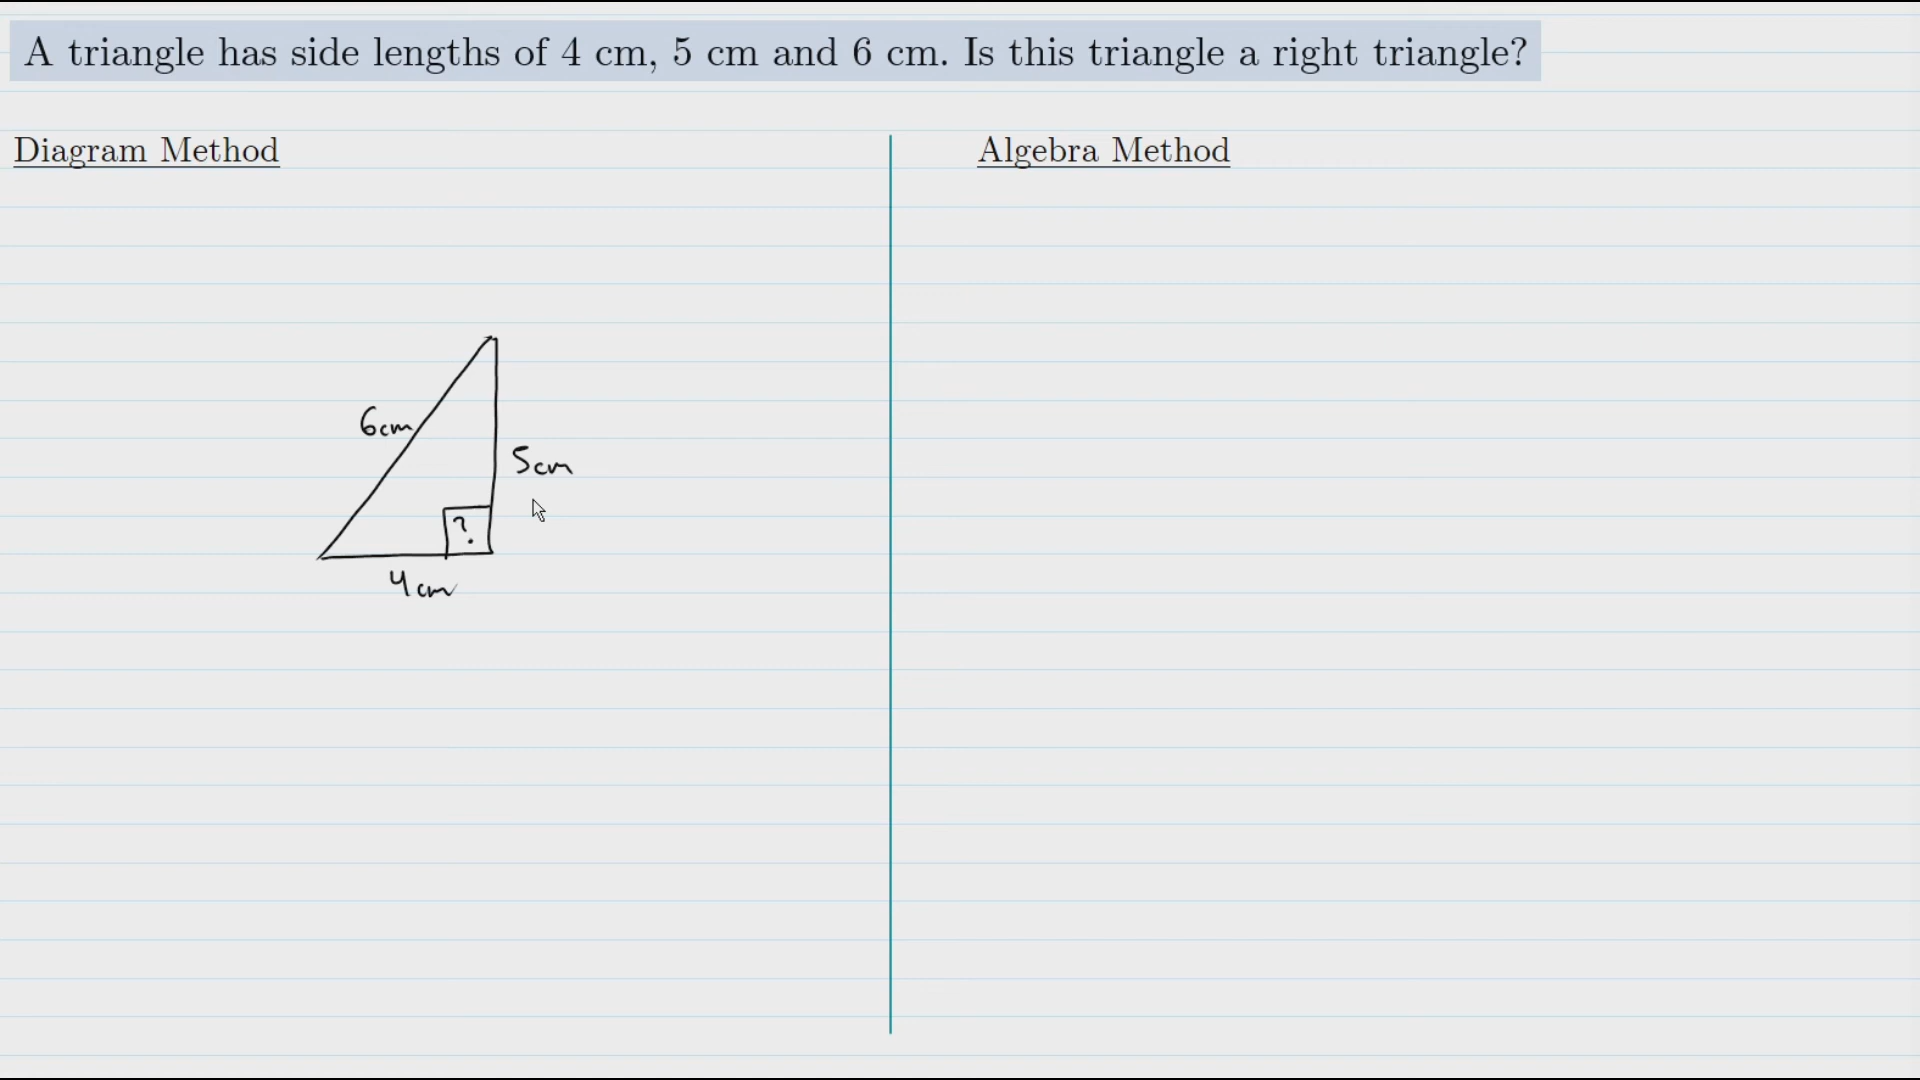 A triangle has side lengths of 4 cm, 5 cm and 6 cm. Is this triangle a right triangle?
Diagram Method
Algebra Method
6cm
5cm
?
4cm